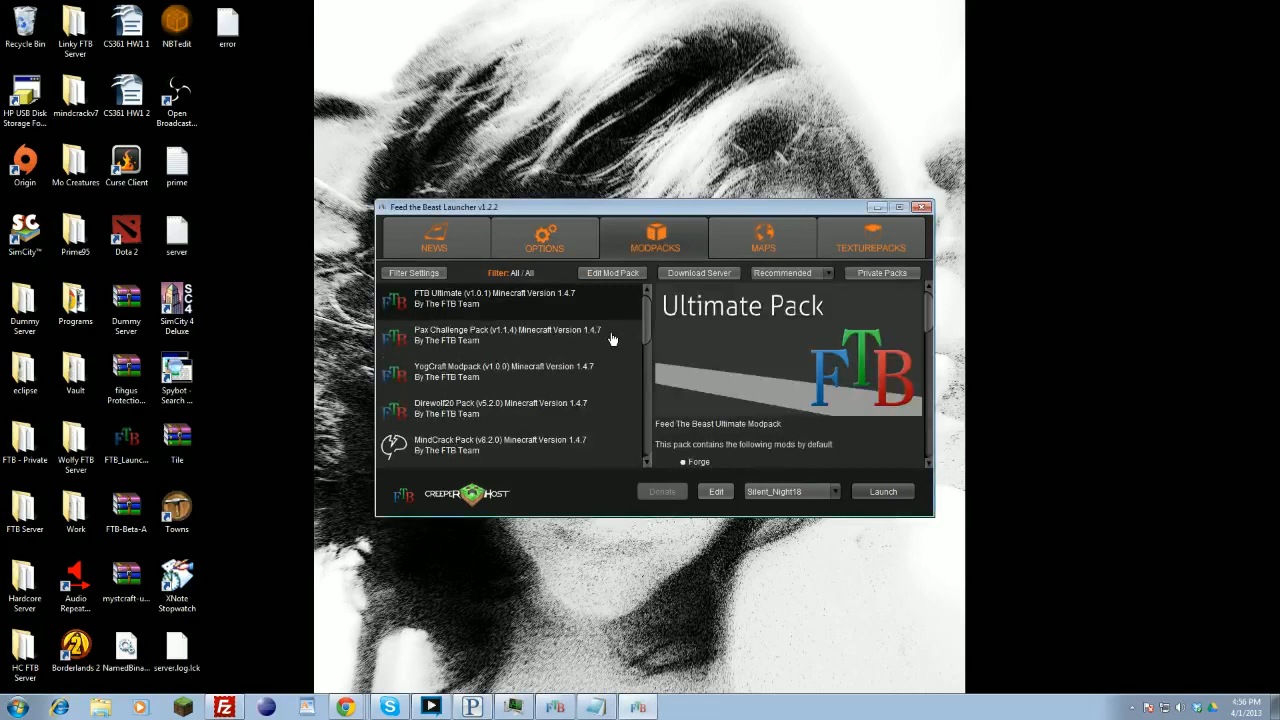 Recycle Bin
Linky FTB
Server
CS361 HW1 1
NBTedit
error
HP USB Disk
Storage Fo...
mindcrackv7
CS361 HW1 2
Open
Broadcast...
Origin
Mo Creatures
Curse Client
prime
SimCity™
Prime95
Dota 2
server
Dummy
Server
Programs
Dummy
Server
SimCity 4
Deluxe
eclipse
Vault
fihgus
Protectio...
Spybot -
Search ...
FTB - Private
Wolfy FTB
Server
FTB_Launc...
Tile
FTB Server
Work
FTB-Beta-A
Towns
Hardcore
Server
Audio
Repeat...
mystcraft-u...
XNote
Stopwatch
HC FTB
Server
Borderlands 2
NamedBina...
server.log.lck
Feed the Beast Launcher v1.2.2
NEWS
OPTIONS
MODPACKS
MAPS
TEXTUREPACKS
Filter Settings
Filter: All / All
Edit Mod Pack
Download Server
Recommended
Private Packs
FTB Ultimate (v1.0.1) Minecraft Version 1.4.7
By The FTB Team
Pax Challenge Pack (v1.1.4) Minecraft Version 1.4.7
By The FTB Team
YogCraft Modpack (v1.0.0) Minecraft Version 1.4.7
By The FTB Team
Direwolf20 Pack (v5.2.0) Minecraft Version 1.4.7
By The FTB Team
MindCrack Pack (v8.2.0) Minecraft Version 1.4.7
By The FTB Team
Ultimate Pack
FTB
Feed The Beast Ultimate Modpack
This pack contains the following mods by default
Forge
CREEPER HOST
Donate
Edit
Silent_Night18
Launch
4:56 PM
4/1/2013